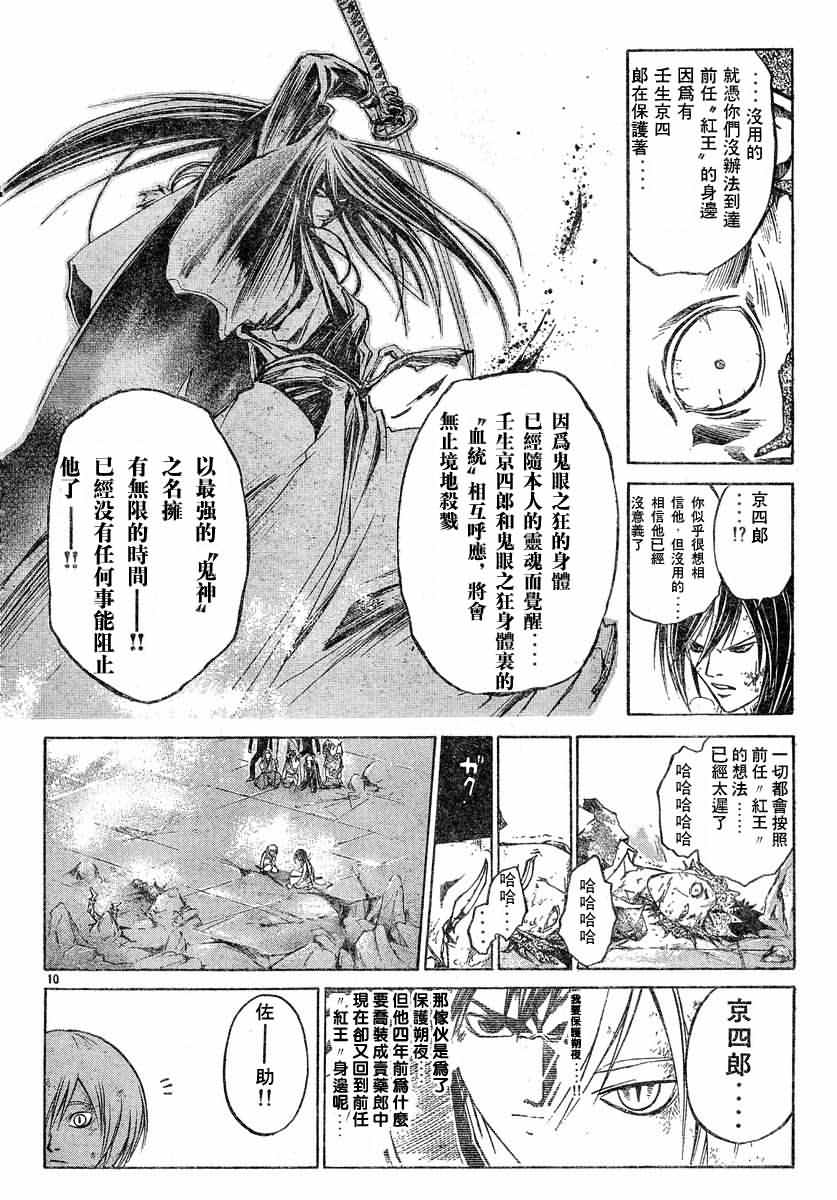 ....沒用的
就憑你們沒辦法到達
前任〝紅王〞的身邊
因爲有
壬生京四
郎在保護著....
京四郎
....!?
你似乎很想相
信他，但沒用的....
相信他已經
沒意義了
因爲鬼眼之狂的身體
已經隨本人的靈魂而覺醒....
壬生京四郎和鬼眼之狂身體裏的
〝血統〞相互呼應，將會
無止境地殺戮
以最强的〝鬼神〞
之名擁
有無限的時間——!!
已經没有任何事能阻止
他了——!!
一切都會按照
前任〝紅王〞
的想法......
已經太遲了
哈哈哈哈哈
哈哈哈哈
哈哈
....
ガク
10
京四郎....
我要保護朔夜....!!
那傢伙是爲了
保護朔夜...
但他四年前爲什麼
要喬裝成賣藥郎中
現在卻又回到前任
〝紅王〞身邊呢...
佐——助!!